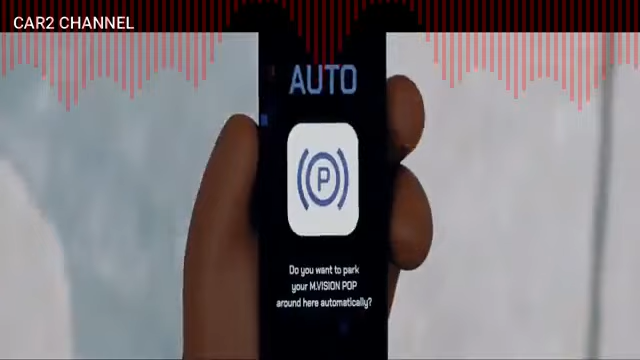 CAR2 CHANNEL
AUTO
P
Do you want to park
your M.VISION POP
around here automatically?